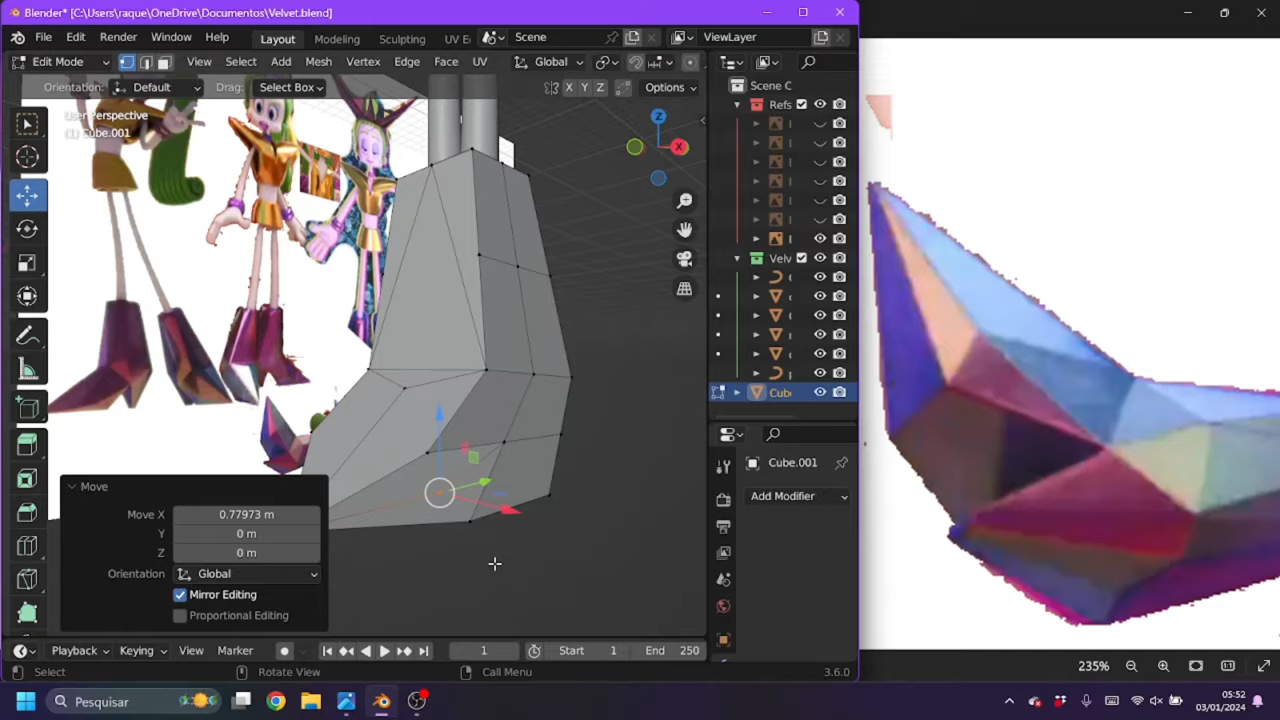 Blender* [C:\Users\raque\OneDrive\Documentos\Velvet.blend]
File Edit Render Window Help Layout Modeling Sculpting UV E Scene ViewLayer
Edit Mode View Select Add Mesh Vertex Edge Face UV Global
Orientation: Default Drag: Select Box X Y Z Options
User Perspective
(1) Cube.001
Z
X
Scene C
Refs
Velv
Cub
Move
Move X 0.77973 m
Y 0 m
Z 0 m
Orientation Global
Mirror Editing
Proportional Editing
Cube.001
Add Modifier
Playback Keying View Marker 1 Start 1 End 250
Select Rotate View Call Menu 3.6.0
235% 1:1
Pesquisar
05:52
03/01/2024